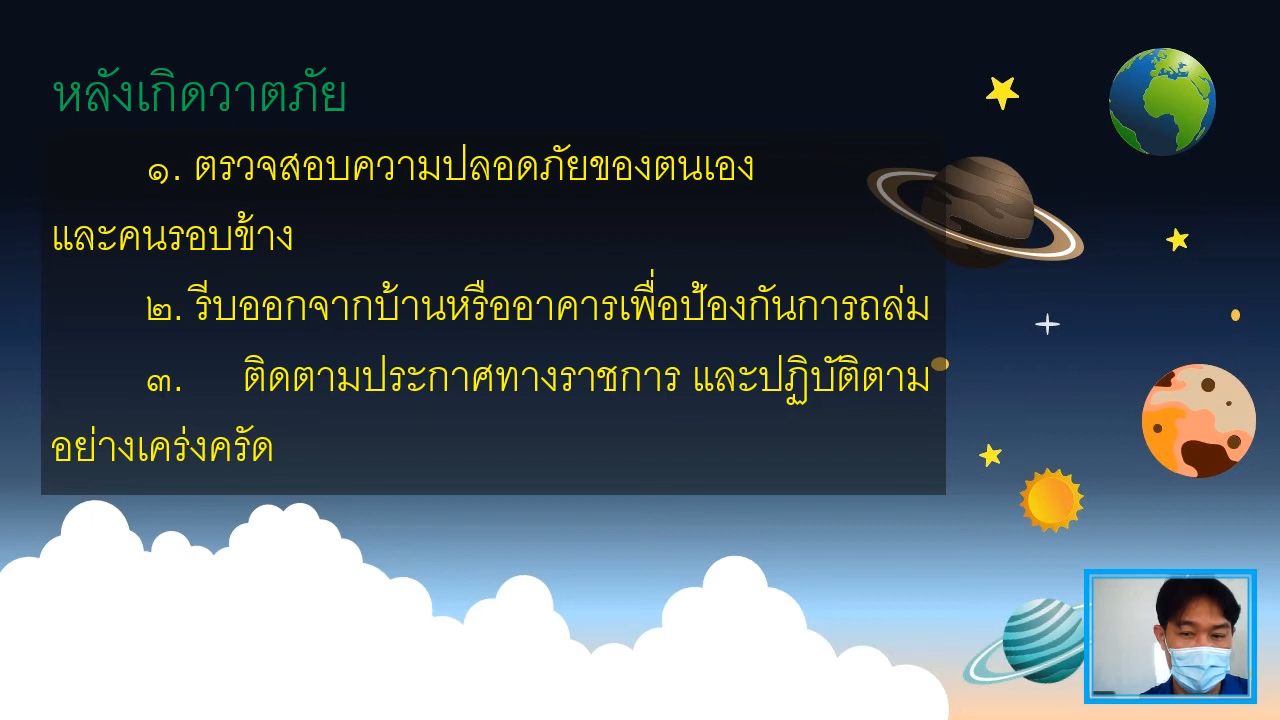 หลังเกิดวาตภัย
๑. ตรวจสอบความปลอดภัยของตนเอง
และคนรอบข้าง
๒. รีบออกจากบ้านหรืออาคารเพื่อป้องกันการถล่ม
๓. ติดตามประกาศทางราชการ และปฏิบัติตาม
อย่างเคร่งครัด